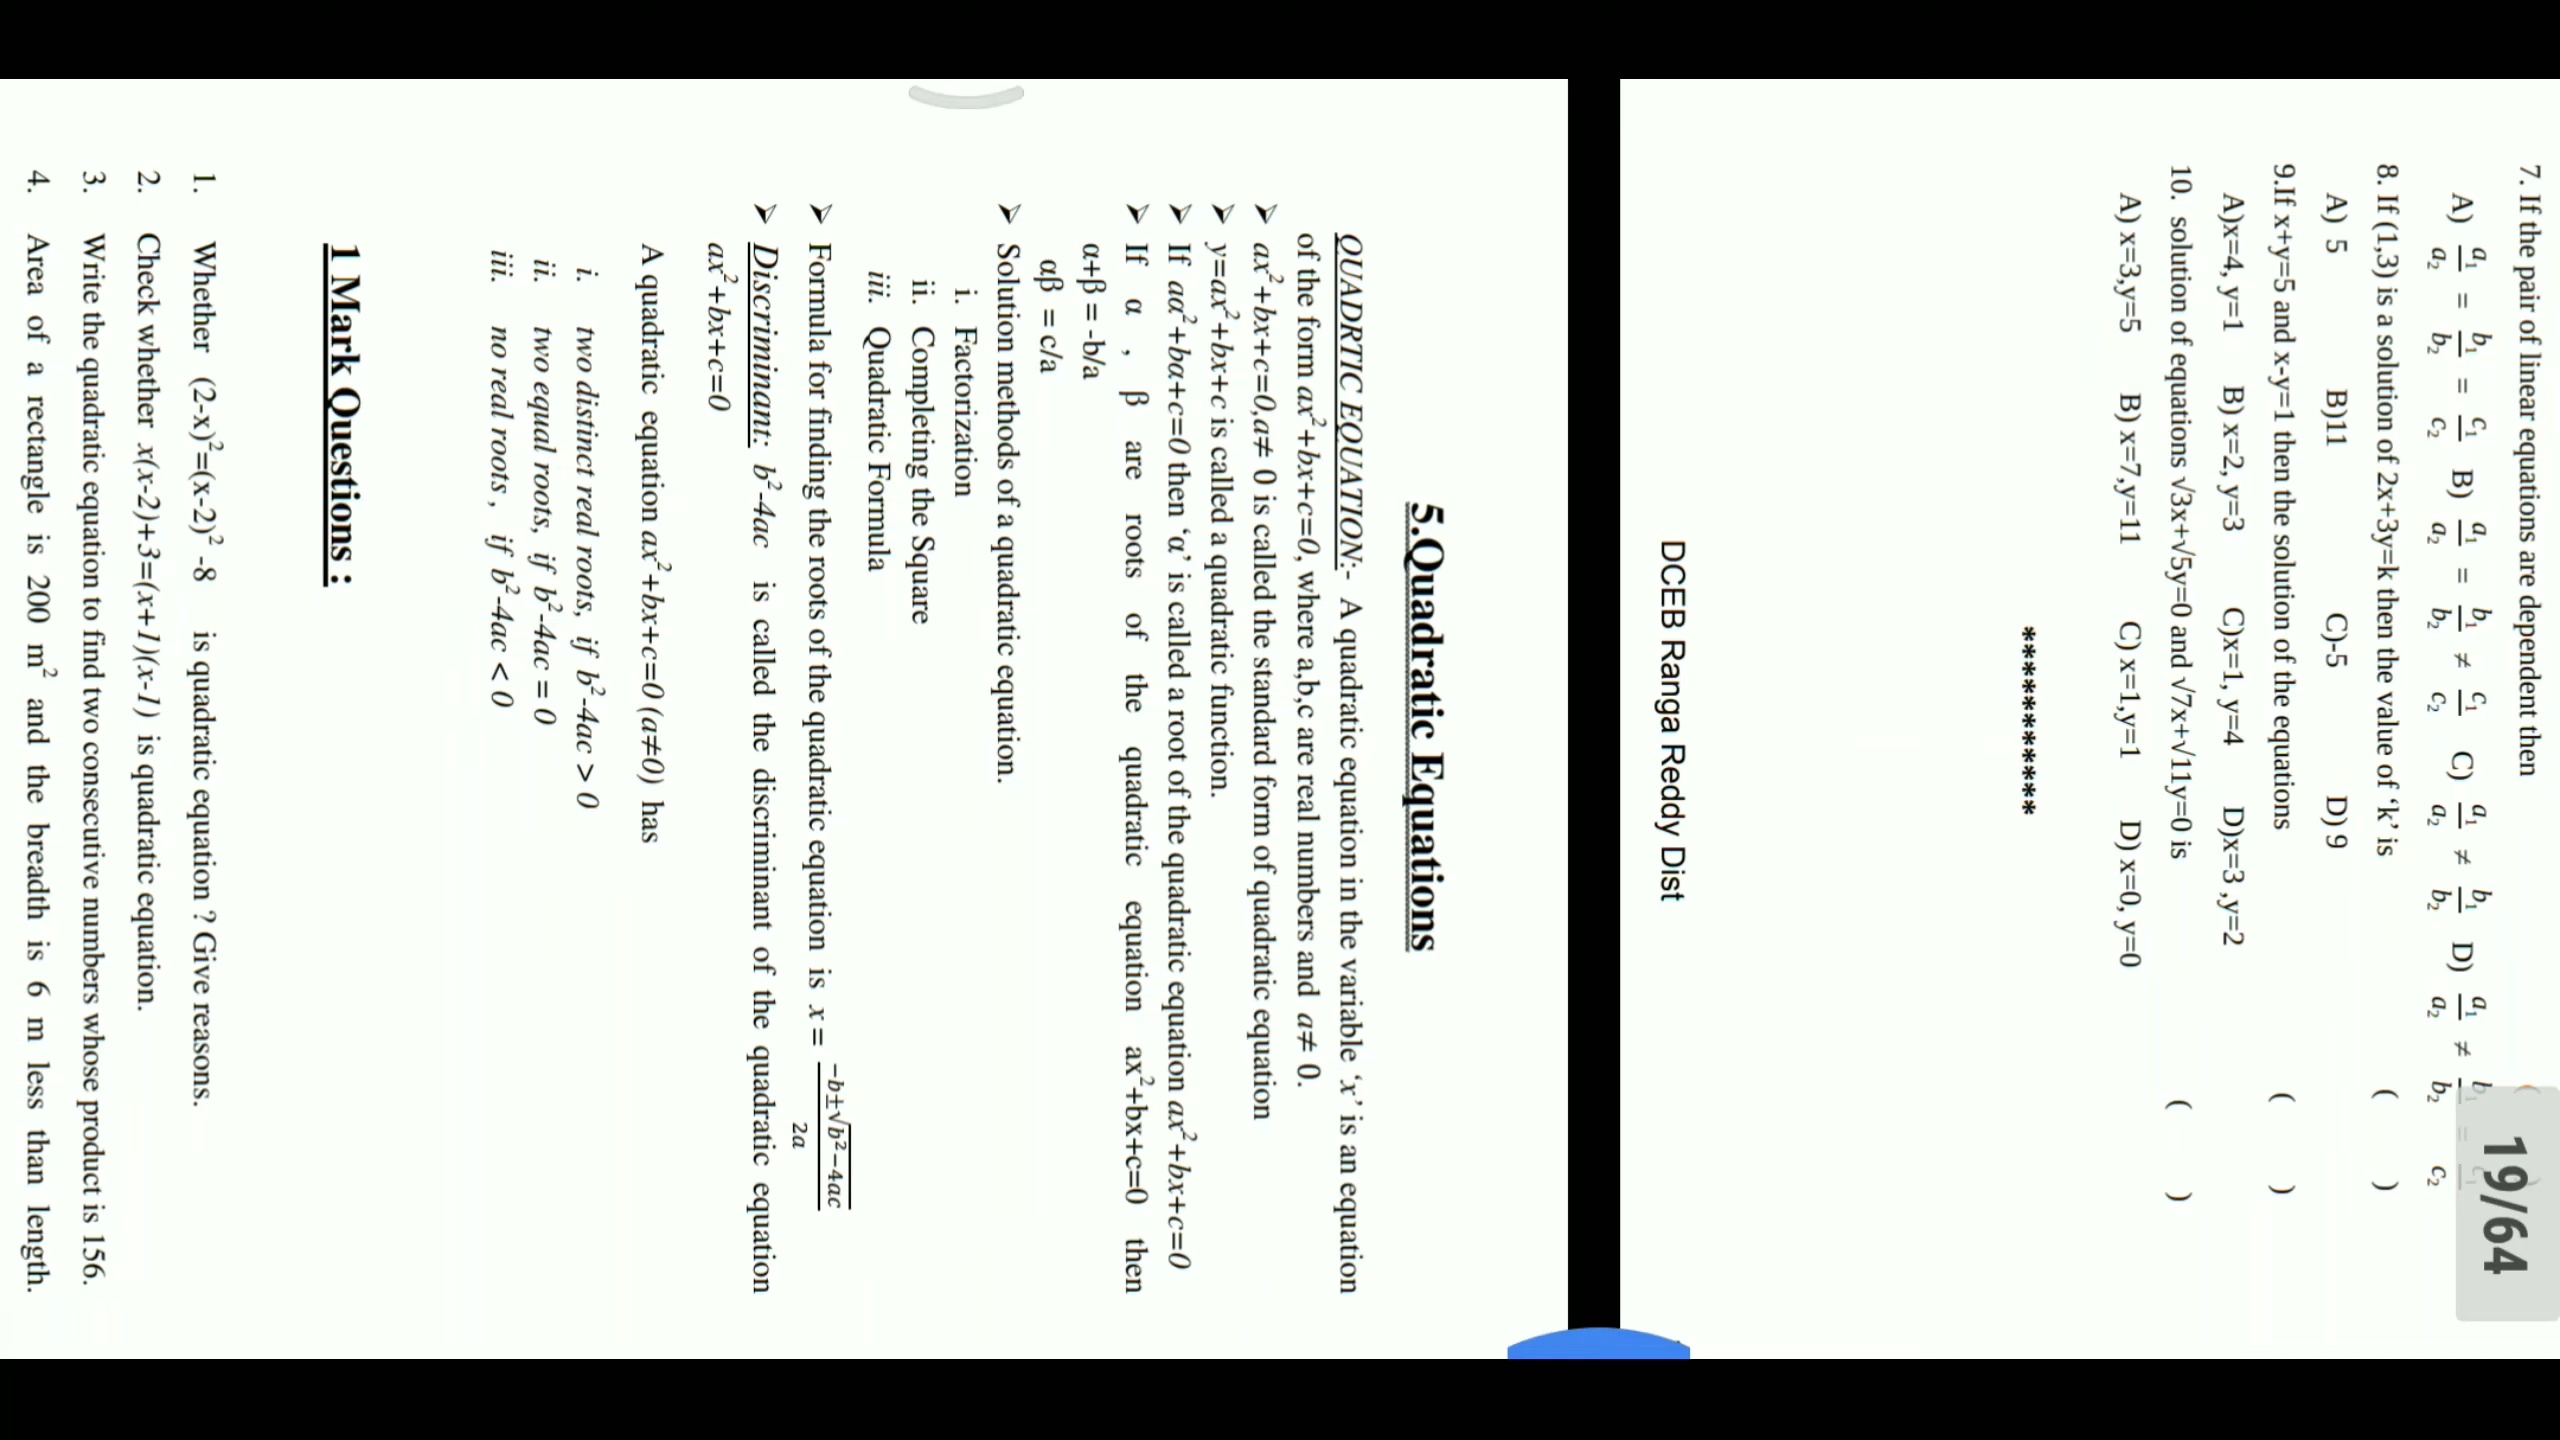 7. If the pair of linear equations are dependent then
A) a₁/a₂ = b₁/b₂ = c₁/c₂ B) a₁/a₂ = b₁/b₂ ≠ c₁/c₂ C) a₁/a₂ ≠ b₁/b₂ D) a₁/a₂ ≠ b₁/b₂ = c₁/c₂
19/64
8. If (1,3) is a solution of 2x+3y=k then the value of ‘k’ is ( )
A) 5 B)11 C)-5 D) 9
9.If x+y=5 and x-y=1 then the solution of the equations ( )
A)x=4, y=1 B) x=2, y=3 C)x=1, y=4 D)x=3 ,y=2
10. solution of equations √3x+√5y=0 and √7x+√11y=0 is ( )
A) x=3,y=5 B) x=7,y=11 C) x=1,y=1 D) x=0, y=0
***********
DCEB Ranga Reddy Dist
5.Quadratic Equations
QUADRTIC EQUATION:- A quadratic equation in the variable ‘x’ is an equation
of the form ax²+bx+c=0, where a,b,c are real numbers and a≠ 0.
➢ ax²+bx+c=0,a≠ 0 is called the standard form of quadratic equation
➢ y=ax²+bx+c is called a quadratic function.
➢ If aα²+bα+c=0 then ‘α’ is called a root of the quadratic equation ax²+bx+c=0
➢ If α , β are roots of the quadratic equation ax²+bx+c=0 then
α+β = -b/a
αβ = c/a
➢ Solution methods of a quadratic equation.
i. Factorization
ii. Completing the Square
iii. Quadratic Formula
➢ Formula for finding the roots of the quadratic equation is x = (−b±√b²−4ac)/2a
➢ Discriminant: b²-4ac is called the discriminant of the quadratic equation
ax²+bx+c=0
A quadratic equation ax²+bx+c=0 (a≠0) has
i. two distinct real roots, if b²-4ac > 0
ii. two equal roots, if b²-4ac = 0
iii. no real roots , if b²-4ac < 0
1 Mark Questions :
1. Whether (2-x)²=(x-2)² -8 is quadratic equation ? Give reasons.
2. Check whether x(x-2)+3=(x+1)(x-1) is quadratic equation.
3. Write the quadratic equation to find two consecutive numbers whose product is 156.
4. Area of a rectangle is 200 m² and the breadth is 6 m less than length.